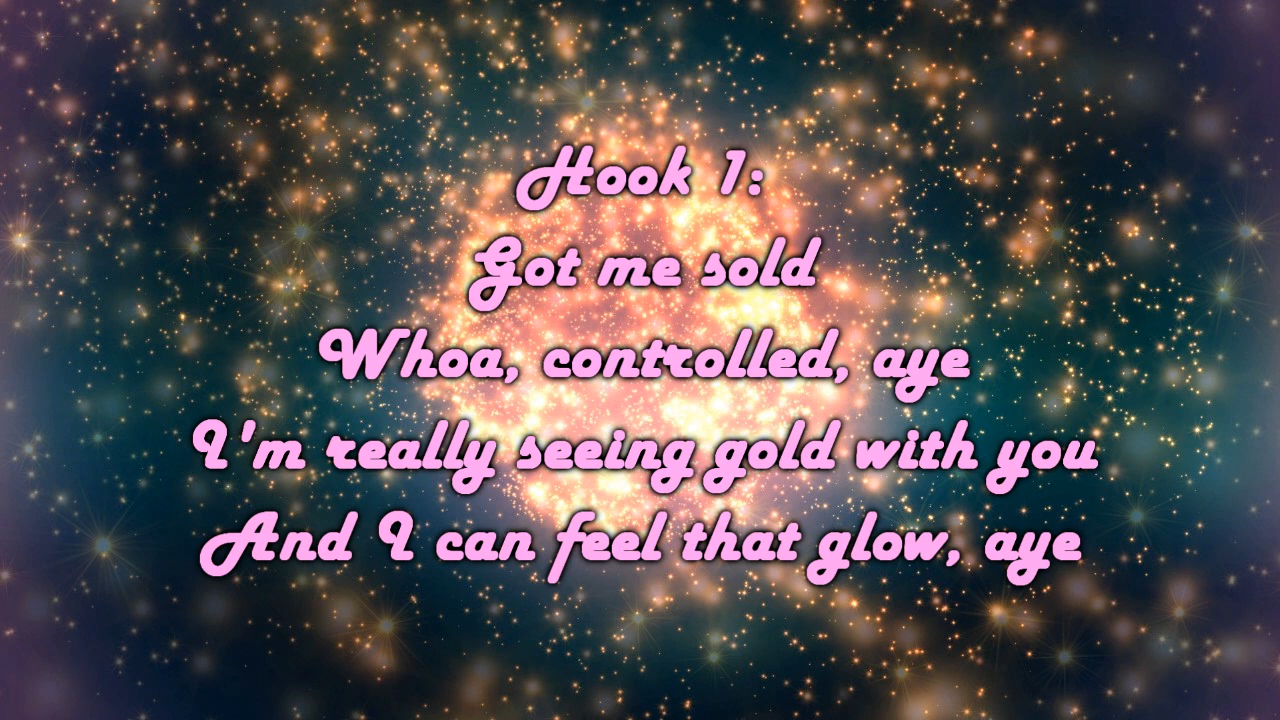 Hook 1:
Got me sold
Whoa, controlled, aye
I'm really seeing gold with you
And I can feel that glow, aye